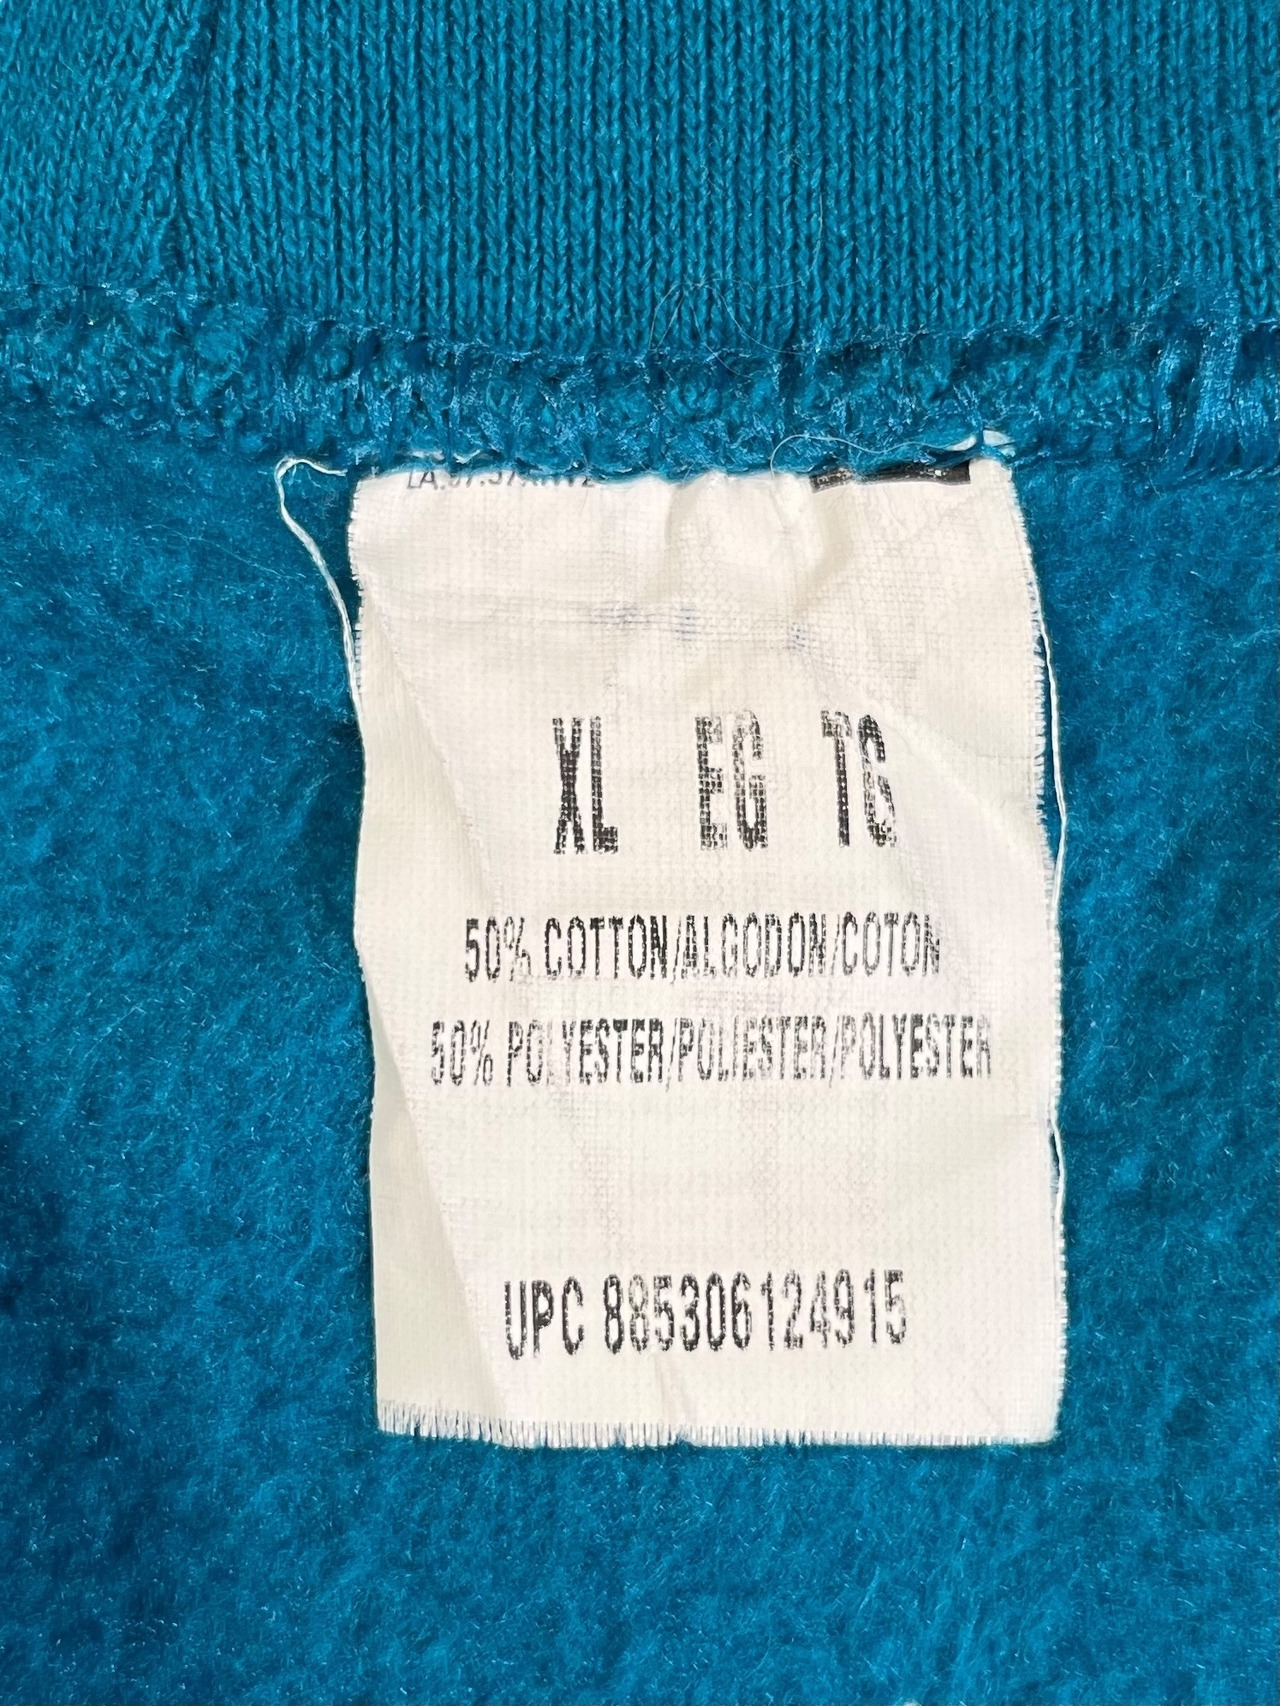 XL EG TG
50% COTTON/ALGODON/COTON
50% POLYESTER/POLIESTER/POLYESTER
UPC 885306124915